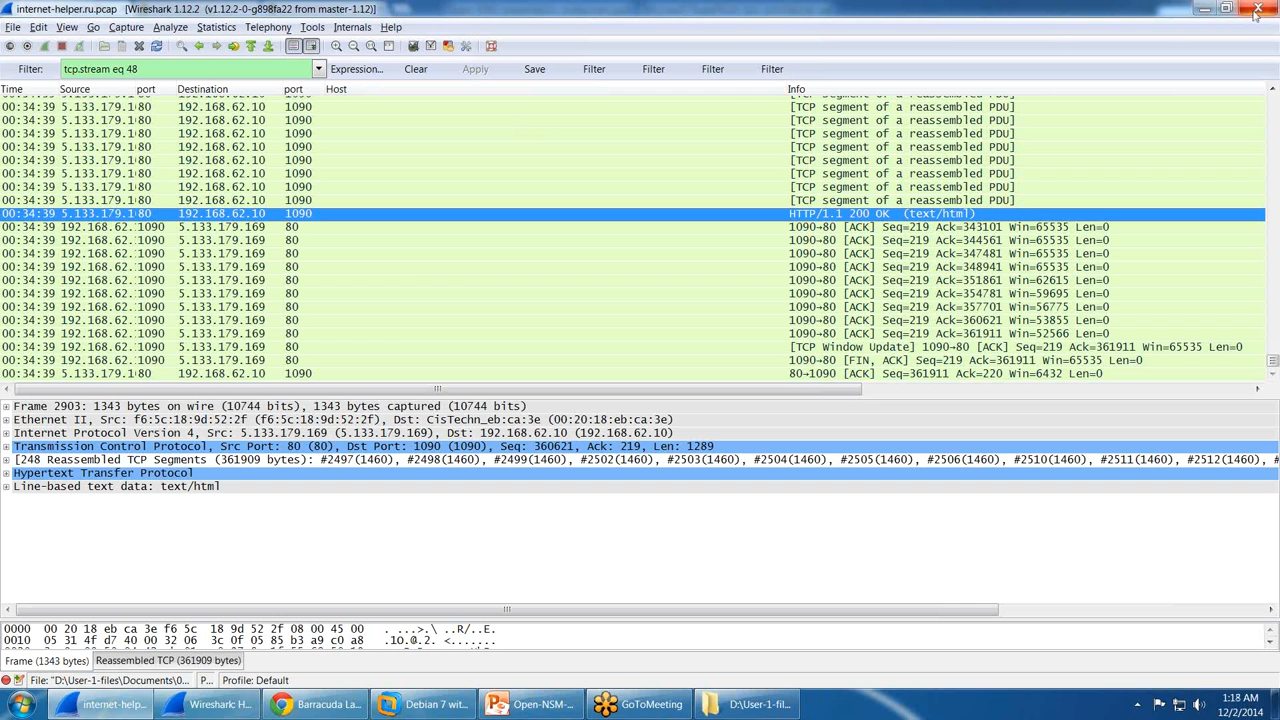 internet-helper.ru.pcap   [Wireshark 1.12.2  (v1.12.2-0-g898fa22 from master-1.12)]
File Edit View Go Capture Analyze Statistics Telephony Tools Internals Help
Filter: tcp.stream eq 48 Expression... Clear Apply Save Filter Filter Filter Filter
Time Source port Destination port Host Info
[TCP segment of a reassembled PDU]
00:34:39 5.133.179.1 80 192.168.62.10 1090 [TCP segment of a reassembled PDU]
00:34:39 5.133.179.1 80 192.168.62.10 1090 [TCP segment of a reassembled PDU]
00:34:39 5.133.179.1 80 192.168.62.10 1090 [TCP segment of a reassembled PDU]
00:34:39 5.133.179.1 80 192.168.62.10 1090 [TCP segment of a reassembled PDU]
00:34:39 5.133.179.1 80 192.168.62.10 1090 [TCP segment of a reassembled PDU]
00:34:39 5.133.179.1 80 192.168.62.10 1090 [TCP segment of a reassembled PDU]
00:34:39 5.133.179.1 80 192.168.62.10 1090 [TCP segment of a reassembled PDU]
00:34:39 5.133.179.1 80 192.168.62.10 1090 [TCP segment of a reassembled PDU]
00:34:39 5.133.179.1 80 192.168.62.10 1090 HTTP/1.1 200 OK  (text/html)
00:34:39 192.168.62. 1090 5.133.179.169 80 1090→80 [ACK] Seq=219 Ack=343101 Win=65535 Len=0
00:34:39 192.168.62. 1090 5.133.179.169 80 1090→80 [ACK] Seq=219 Ack=344561 Win=65535 Len=0
00:34:39 192.168.62. 1090 5.133.179.169 80 1090→80 [ACK] Seq=219 Ack=347481 Win=65535 Len=0
00:34:39 192.168.62. 1090 5.133.179.169 80 1090→80 [ACK] Seq=219 Ack=348941 Win=65535 Len=0
00:34:39 192.168.62. 1090 5.133.179.169 80 1090→80 [ACK] Seq=219 Ack=351861 Win=62615 Len=0
00:34:39 192.168.62. 1090 5.133.179.169 80 1090→80 [ACK] Seq=219 Ack=354781 Win=59695 Len=0
00:34:39 192.168.62. 1090 5.133.179.169 80 1090→80 [ACK] Seq=219 Ack=357701 Win=56775 Len=0
00:34:39 192.168.62. 1090 5.133.179.169 80 1090→80 [ACK] Seq=219 Ack=360621 Win=53855 Len=0
00:34:39 192.168.62. 1090 5.133.179.169 80 1090→80 [ACK] Seq=219 Ack=361911 Win=52566 Len=0
00:34:39 192.168.62. 1090 5.133.179.169 80 [TCP Window Update] 1090→80 [ACK] Seq=219 Ack=361911 Win=65535 Len=0
00:34:39 192.168.62. 1090 5.133.179.169 80 1090→80 [FIN, ACK] Seq=219 Ack=361911 Win=65535 Len=0
00:34:39 5.133.179.1 80 192.168.62.10 1090 80→1090 [ACK] Seq=361911 Ack=220 Win=6432 Len=0
Frame 2903: 1343 bytes on wire (10744 bits), 1343 bytes captured (10744 bits)
Ethernet II, Src: f6:5c:18:9d:52:2f (f6:5c:18:9d:52:2f), Dst: CisTechn_eb:ca:3e (00:20:18:eb:ca:3e)
Internet Protocol Version 4, Src: 5.133.179.169 (5.133.179.169), Dst: 192.168.62.10 (192.168.62.10)
Transmission Control Protocol, Src Port: 80 (80), Dst Port: 1090 (1090), Seq: 360621, Ack: 219, Len: 1289
[248 Reassembled TCP Segments (361909 bytes): #2497(1460), #2498(1460), #2499(1460), #2502(1460), #2503(1460), #2504(1460), #2505(1460), #2506(1460), #2510(1460), #2511(1460), #2512(1460), #
Hypertext Transfer Protocol
Line-based text data: text/html
0000 00 20 18 eb ca 3e f6 5c 18 9d 52 2f 08 00 45 00 . ...>.\ ..R/..E.
0010 05 31 4f d7 40 00 32 06 3c 0f 05 85 b3 a9 c0 a8 .1O.@.2. <.......
Frame (1343 bytes) Reassembled TCP (361909 bytes)
File: "D:\User-1-files\Documents\0... P... Profile: Default
internet-help... Wireshark: H... Barracuda La... Debian 7 wit... Open-NSM-... GoToMeeting D:\User-1-fil...
1:18 AM
12/2/2014